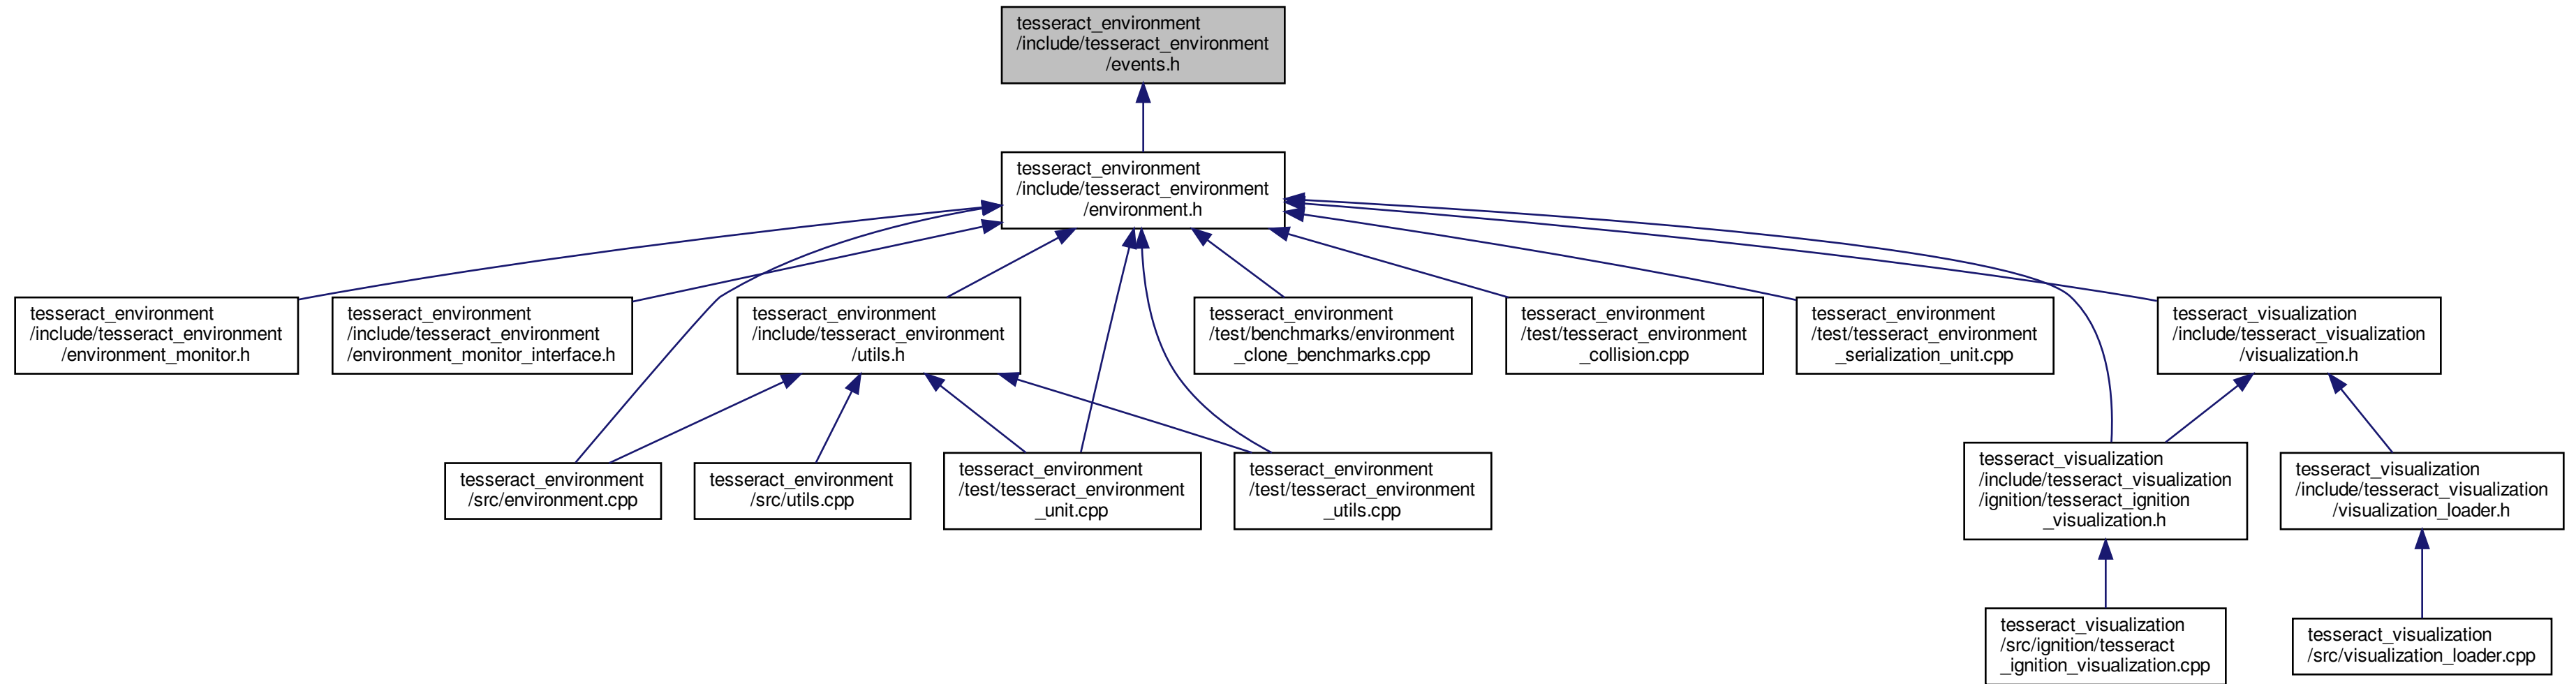 tesseract_environment
/include/tesseract_environment
/events.h
tesseract_environment
/include/tesseract_environment
/environment.h
tesseract_environment
/include/tesseract_environment
/environment_monitor.h
tesseract_environment
/include/tesseract_environment
/environment_monitor_interface.h
tesseract_environment
/include/tesseract_environment
/utils.h
tesseract_environment
/test/benchmarks/environment
_clone_benchmarks.cpp
tesseract_environment
/test/tesseract_environment
_collision.cpp
tesseract_environment
/test/tesseract_environment
_serialization_unit.cpp
tesseract_visualization
/include/tesseract_visualization
/visualization.h
tesseract_environment
/src/environment.cpp
tesseract_environment
/src/utils.cpp
tesseract_environment
/test/tesseract_environment
_unit.cpp
tesseract_environment
/test/tesseract_environment
_utils.cpp
tesseract_visualization
/include/tesseract_visualization
/ignition/tesseract_ignition
_visualization.h
tesseract_visualization
/include/tesseract_visualization
/visualization_loader.h
tesseract_visualization
/src/ignition/tesseract
_ignition_visualization.cpp
tesseract_visualization
/src/visualization_loader.cpp